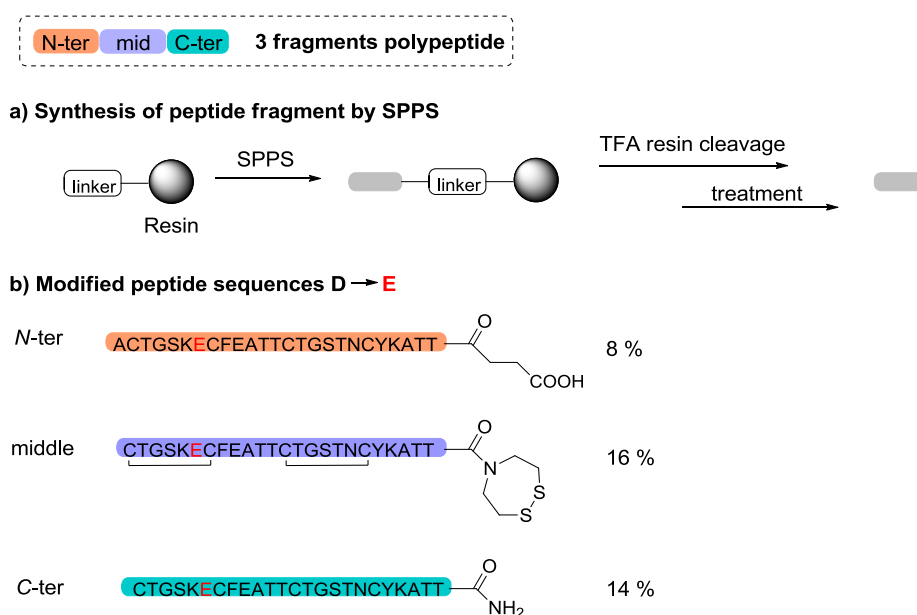 N-ter mid C-ter 3 fragments polypeptide
a) Synthesis of peptide fragment by SPPS
linker SPPS linker TFA resin cleavage
treatment
Resin
b) Modified peptide sequences D → E
N-ter ACTGSKECFEATTCTGSTNCYKATT O 8 %
COOH
middle CTGSKECFEATTCTGSTNCYKATT O 16 %
N
S
S
C-ter CTGSKECFEATTCTGSTNCYKATT O 14 %
NH₂